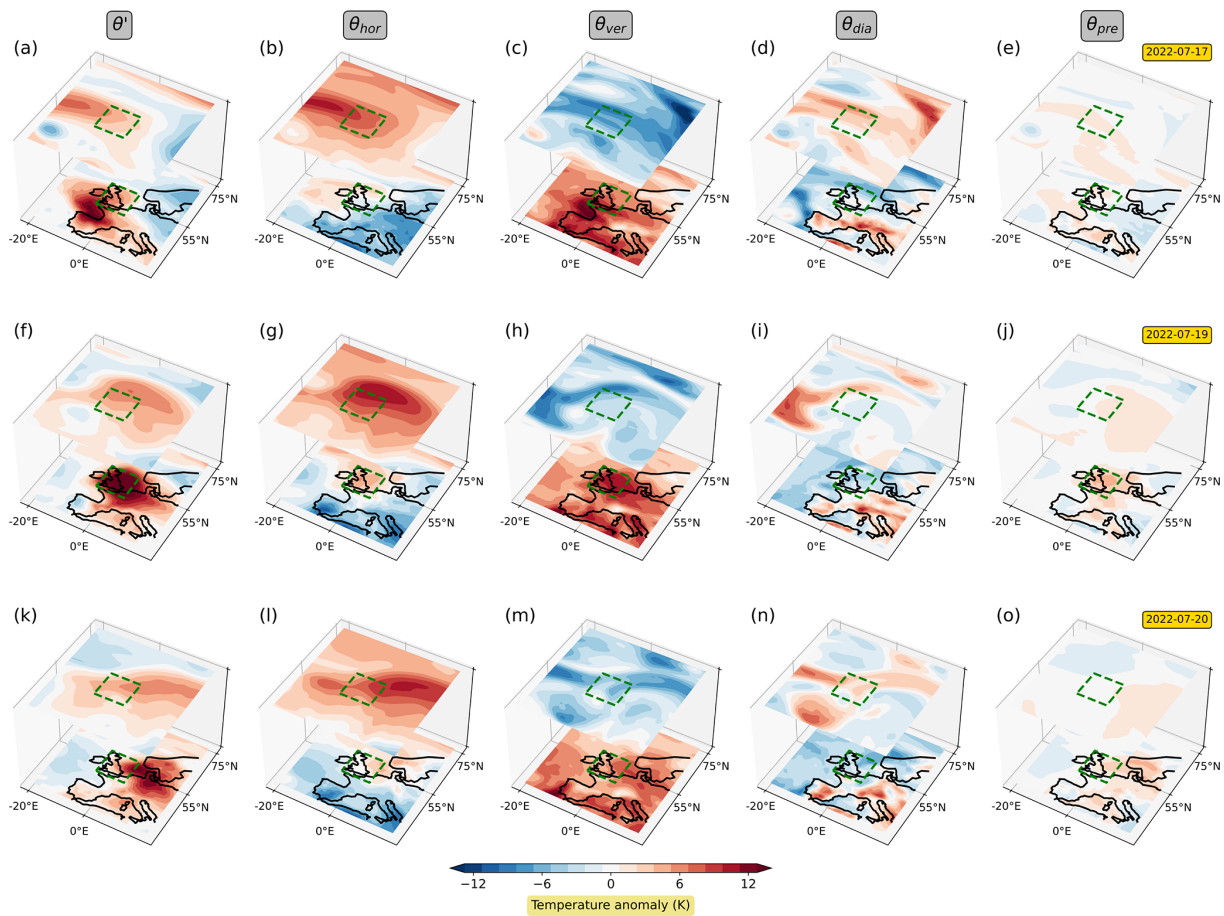 θ' θ_hor θ_ver θ_dia θ_pre
(a) (b) (c) (d) (e) 2022-07-17
75°N 75°N 75°N 75°N 75°N
-20°E 55°N -20°E 55°N -20°E 55°N -20°E 55°N -20°E 55°N
0°E 0°E 0°E 0°E 0°E
(f) (g) (h) (i) (j) 2022-07-19
75°N 75°N 75°N 75°N 75°N
-20°E 55°N -20°E 55°N -20°E 55°N -20°E 55°N -20°E 55°N
0°E 0°E 0°E 0°E 0°E
(k) (l) (m) (n) (o) 2022-07-20
75°N 75°N 75°N 75°N 75°N
-20°E 55°N -20°E 55°N -20°E 55°N -20°E 55°N -20°E 55°N
0°E 0°E 0°E 0°E 0°E
−12 −6 0 6 12
Temperature anomaly (K)